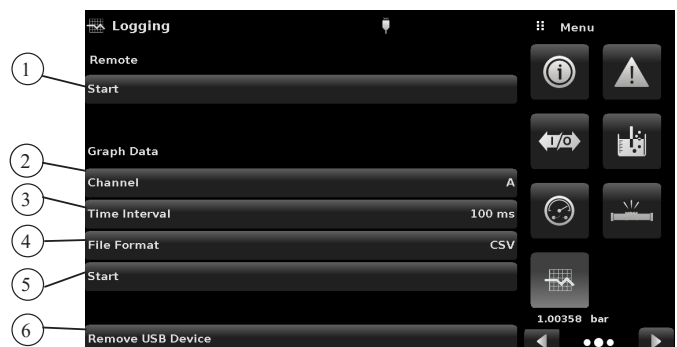 Logging
Menu
Remote
1
Start
Graph Data
2
Channel A
3
Time Interval 100 ms
4
File Format CSV
5
Start
6
Remove USB Device
i
!
I/O
1.00358 bar